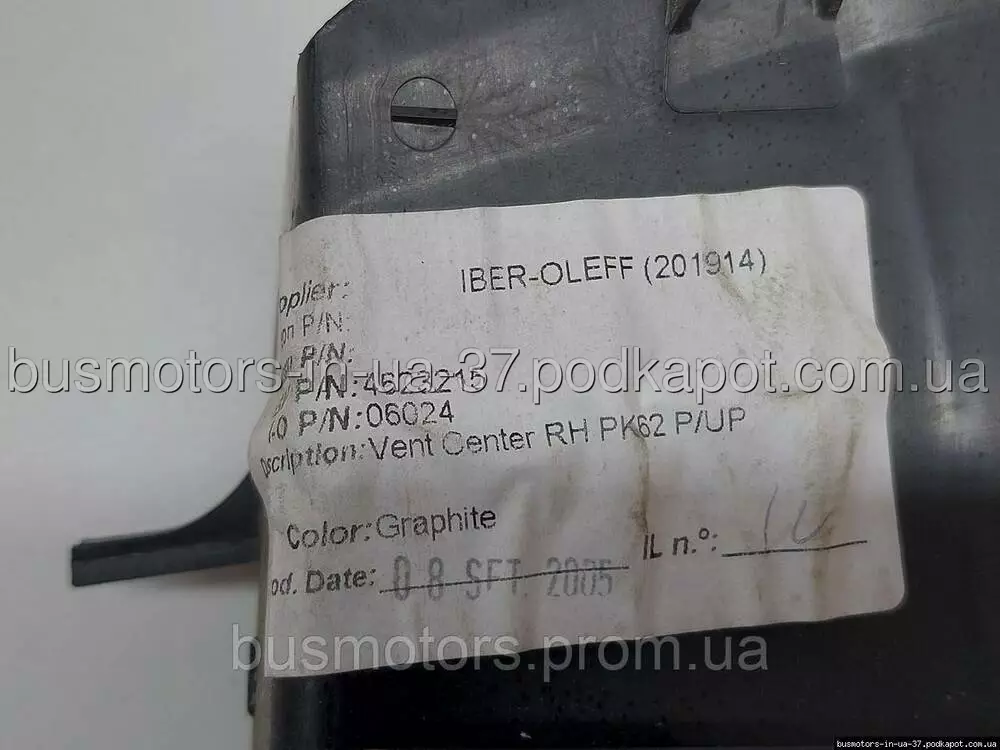 IBER-OLEFF (201914)
pplier:
on P/N:
P/N:
busmotors-in-ua-37.podkapot.com.ua
P/N:4523215
P/N:06024
scription:Vent Center RH PK62 P/UP
Color:Graphite
IL n.º:
od. Date: 08 SET. 2005
busmotors.prom.ua
busmotors-in-ua-37.podkapot.com.ua